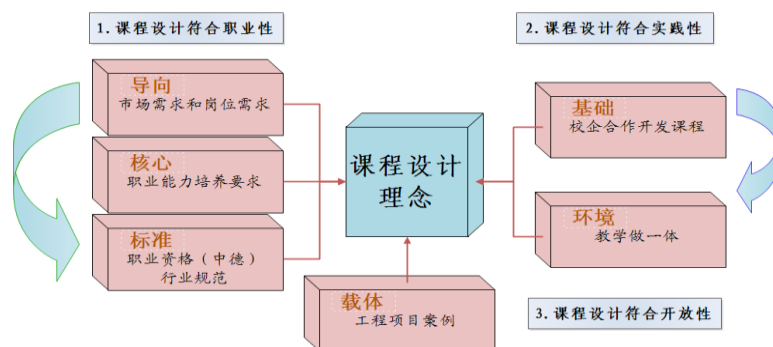 1. 课程设计符合职业性
2. 课程设计符合实践性
导向
市场需求和岗位需求
核心
职业能力培养要求
标准
职业资格（中德）
行业规范
课程设计
理念
基础
校企合作开发课程
环境
教学做一体
载体
工程项目案例
3. 课程设计符合开放性